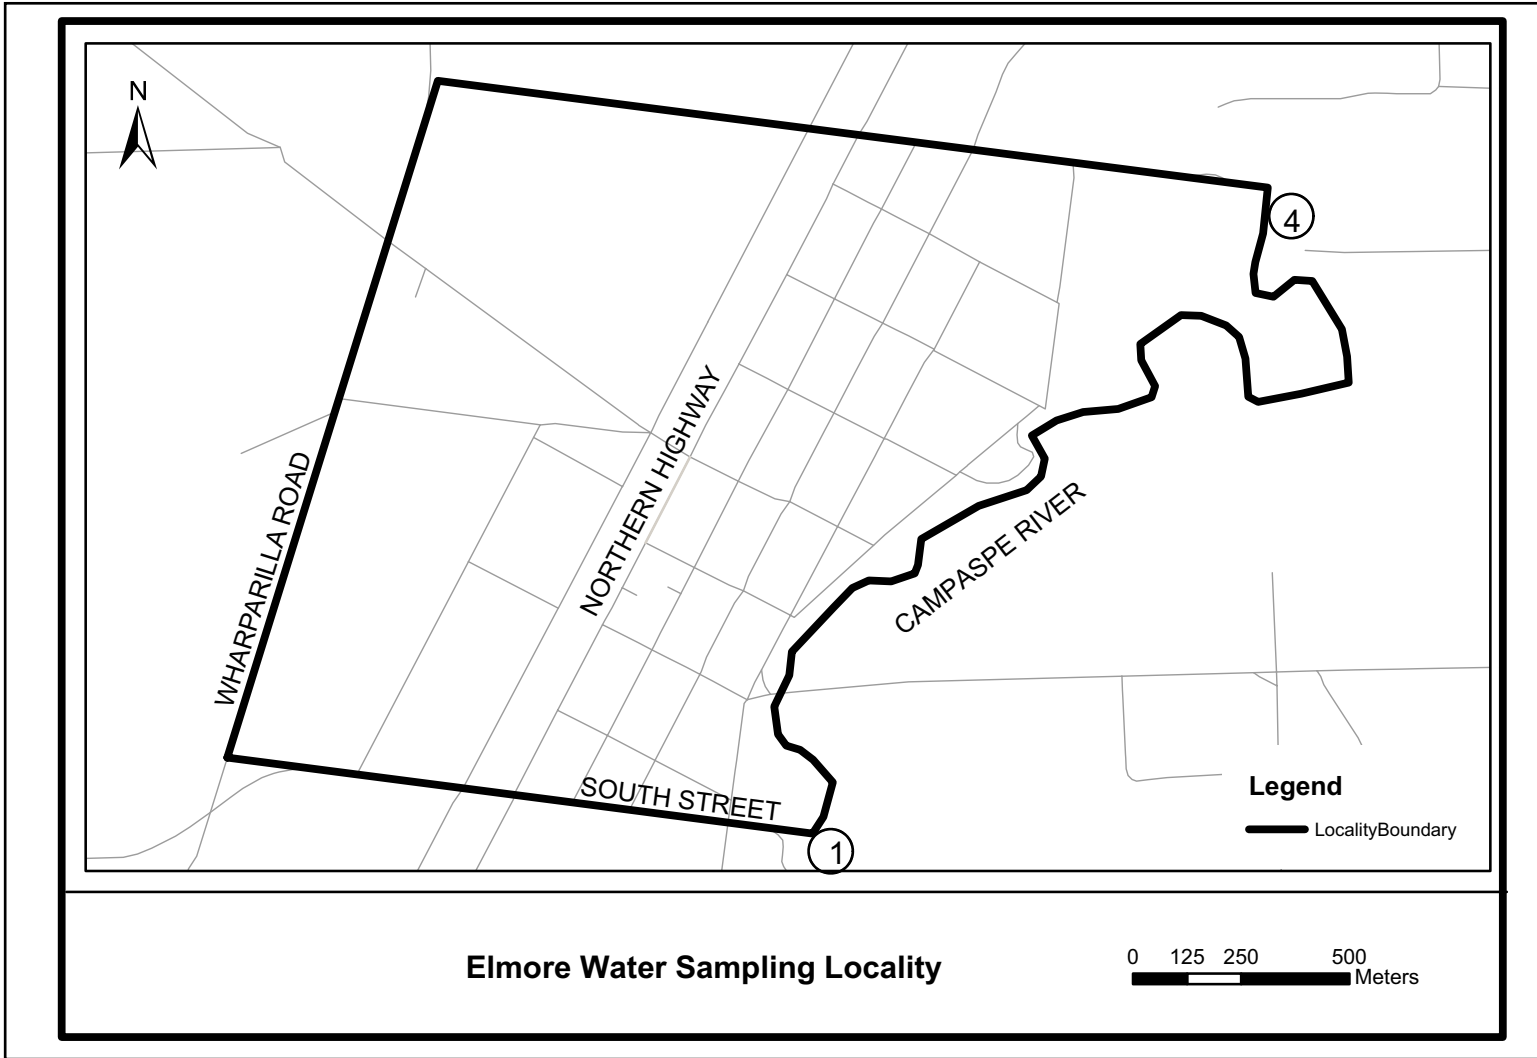 N
4
NORTHERN HIGHWAY
WHARPARILLA ROAD
CAMPASPE RIVER
SOUTH STREET
1
Legend
LocalityBoundary
Elmore Water Sampling Locality
0 125 250 500
Meters